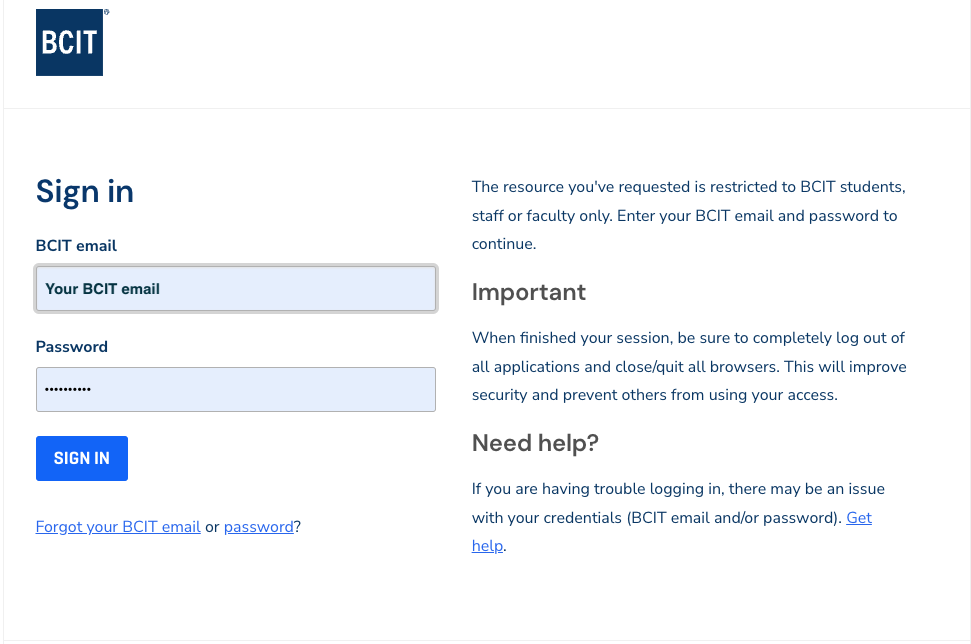 BCIT®
Sign in
BCIT email
Your BCIT email
Password
••••••••••
SIGN IN
Forgot your BCIT email or password?
The resource you've requested is restricted to BCIT students,
staff or faculty only. Enter your BCIT email and password to
continue.
Important
When finished your session, be sure to completely log out of
all applications and close/quit all browsers. This will improve
security and prevent others from using your access.
Need help?
If you are having trouble logging in, there may be an issue
with your credentials (BCIT email and/or password). Get
help.